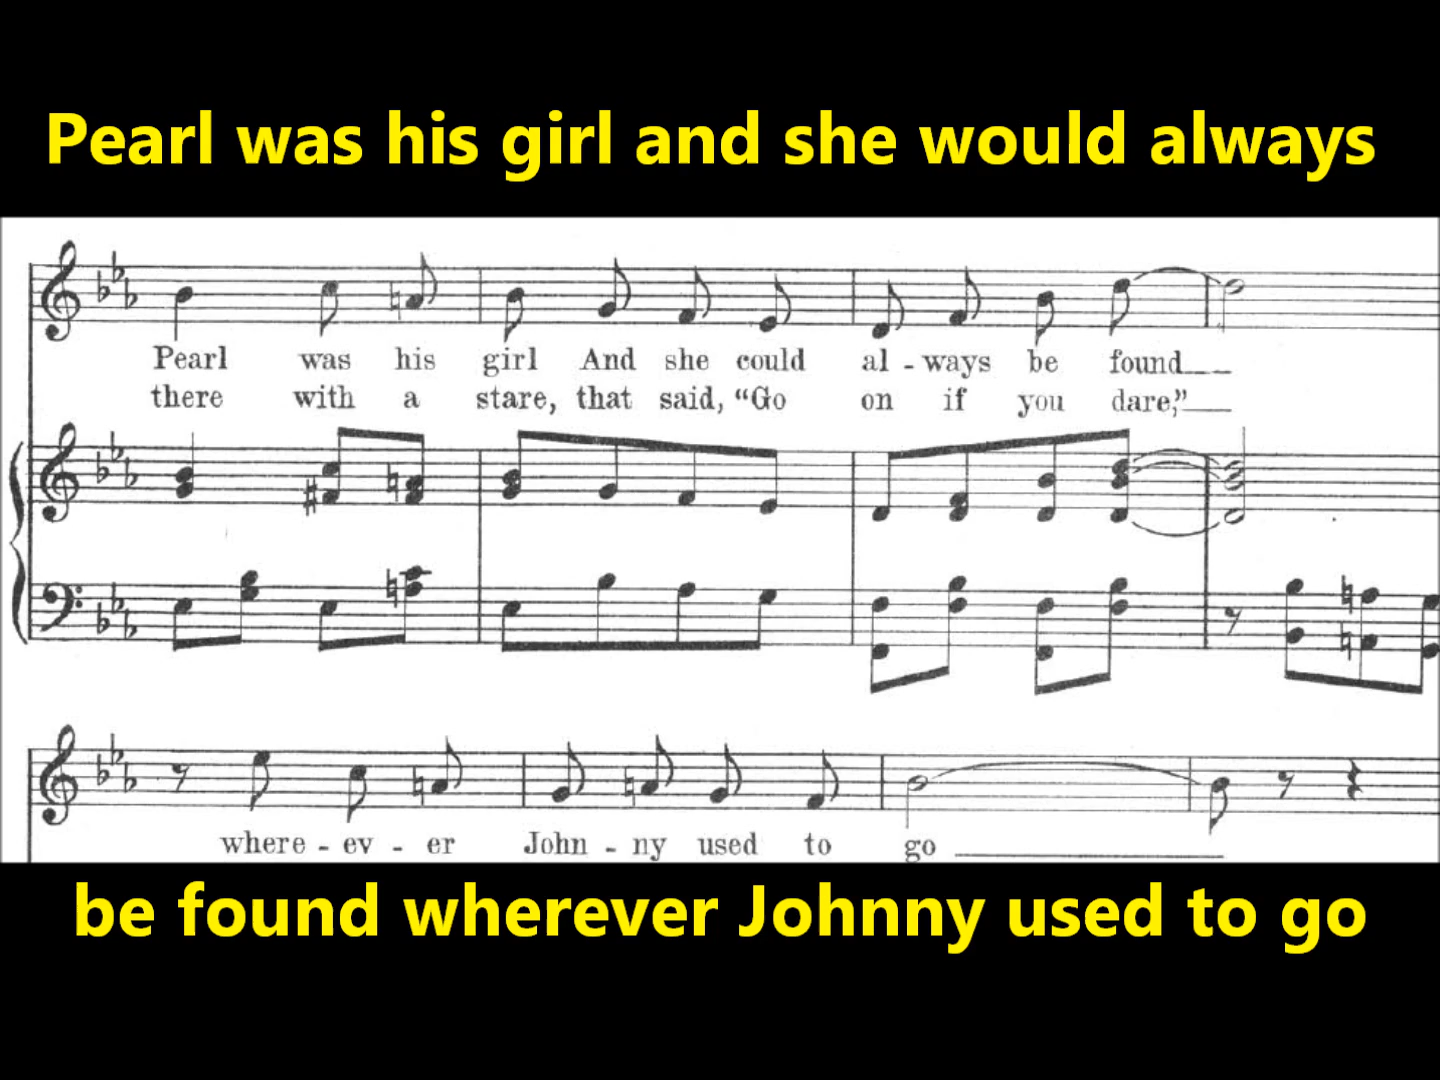 Pearl was his girl and she would always
Pearl was his girl And she could al - ways be found
there with a stare, that said, “Go on if you dare,”
where - ev - er John - ny used to go
be found wherever Johnny used to go